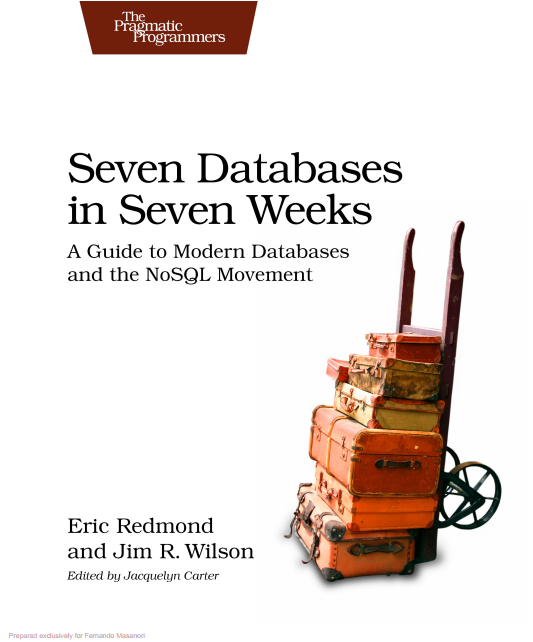 The
Pragmatic
Programmers
Seven Databases
in Seven Weeks
A Guide to Modern Databases
and the NoSQL Movement
Eric Redmond
and Jim R. Wilson
Edited by Jacquelyn Carter
Prepared exclusively for Fernando Masanori